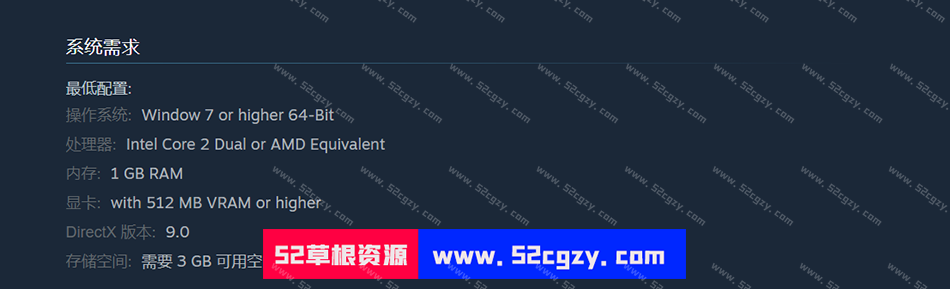 系统需求
最低配置:
操作系统: Window 7 or higher 64-Bit
处理器: Intel Core 2 Dual or AMD Equivalent
内存: 1 GB RAM
显卡: with 512 MB VRAM or higher
DirectX 版本: 9.0
存储空间: 需要 3 GB 可用空
52草根资源 www.52cgzy.com
www.52cgzy.com